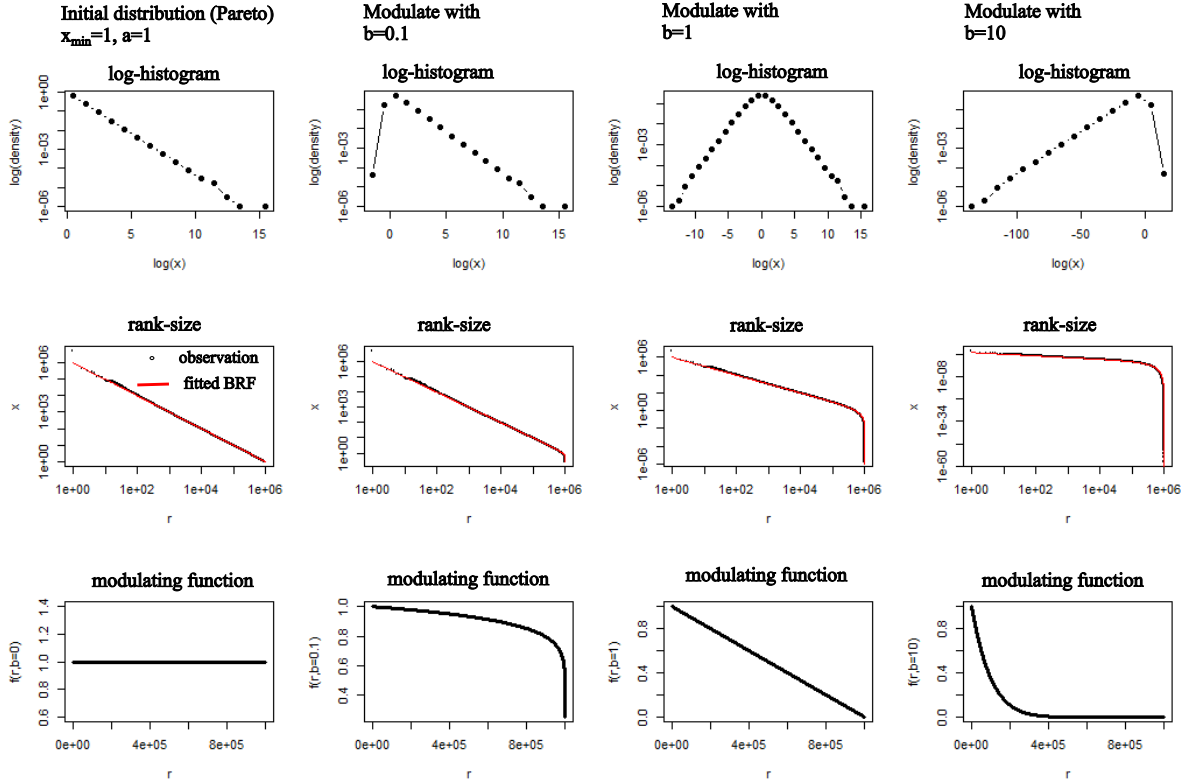 Initial distribution (Pareto)
xmin=1, a=1
Modulate with
b=0.1
Modulate with
b=1
Modulate with
b=10
log-histogram
log(density)
1e+00
1e-03
1e-06
0 5 10 15
log(x)
log-histogram
log(density)
1e-03
1e-06
0 5 10 15
log(x)
log-histogram
log(density)
1e-03
1e-06
-10 -5 0 5 10 15
log(x)
log-histogram
log(density)
1e-03
1e-06
-100 -50 0
log(x)
rank-size
observation
fitted BRF
x
1e+06
1e+03
1e+00
1e+00 1e+02 1e+04 1e+06
r
rank-size
x
1e+06
1e+03
1e+00
1e+00 1e+02 1e+04 1e+06
r
rank-size
x
1e+06
1e+00
1e-06
1e+00 1e+02 1e+04 1e+06
r
rank-size
x
1e-08
1e-34
1e-60
1e+00 1e+02 1e+04 1e+06
r
modulating function
f(r,b=0)
1.4
1.2
1.0
0.8
0.6
0e+00 4e+05 8e+05
r
modulating function
f(r,b=0.1)
1.0
0.8
0.6
0.4
0e+00 4e+05 8e+05
r
modulating function
f(r,b=1)
0.8
0.4
0.0
0e+00 4e+05 8e+05
r
modulating function
f(r,b=10)
0.8
0.4
0.0
0e+00 4e+05 8e+05
r